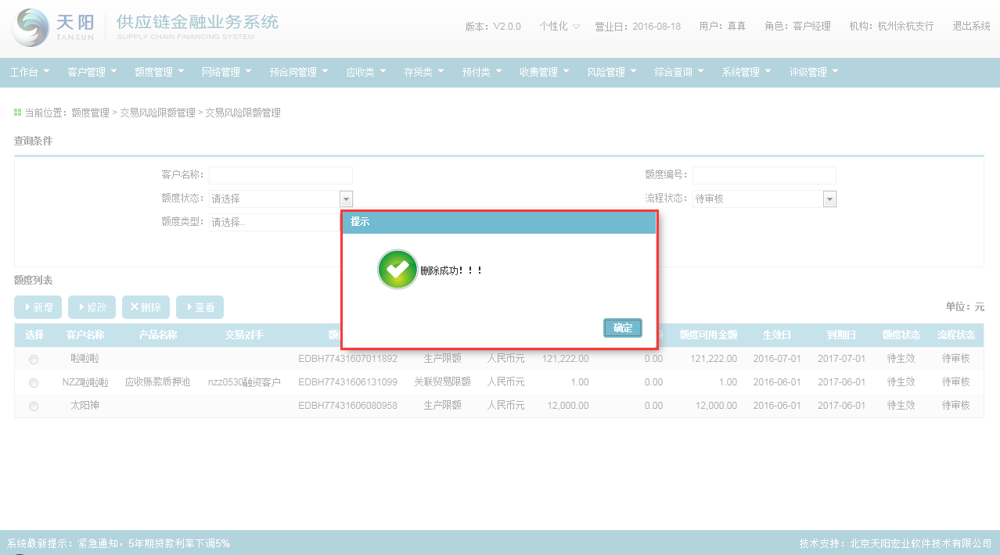 天阳 TANSUN 供应链金融业务系统
SUPPLY CHAIN FINANCING SYSTEM
版本：V2.0.0 个性化 营业日：2016-08-18 用户：真真 角色：客户经理 机构：杭州余杭支行 退出系统
工作台 客户管理 额度管理 网络管理 预合同管理 应收类 存货类 预付类 收费管理 风险管理 综合查询 系统管理 评级管理
当前位置：额度管理 > 交易风险限额管理 > 交易风险限额管理
查询条件
客户名称： 额度编号：
额度状态：请选择 流程状态：待审核
额度类型：请选择..
提示
删除成功！！！
确定
额度列表
新增 修改 删除 查看 单位：元
选择 客户名称 产品名称 交易对手 额度可用金额 生效日 到期日 额度状态 流程状态
啦啦啦 EDBH77431607011892 生产限额 人民币元 121,222.00 0.00 121,222.00 2016-07-01 2017-07-01 待生效 待审核
NZZ啦啦啦 应收账款质押池 nzz0530融资客户 EDBH77431606131099 关联贸易限额 人民币元 1.00 0.00 1.00 2016-06-01 2017-06-01 待生效 待审核
太阳神 EDBH77431606080958 生产限额 人民币元 12,000.00 0.00 12,000.00 2016-06-01 2017-06-01 待生效 待审核
系统最新提示：紧急通知，5年期贷款利率下调5% 技术支持：北京天阳宏业软件技术有限公司